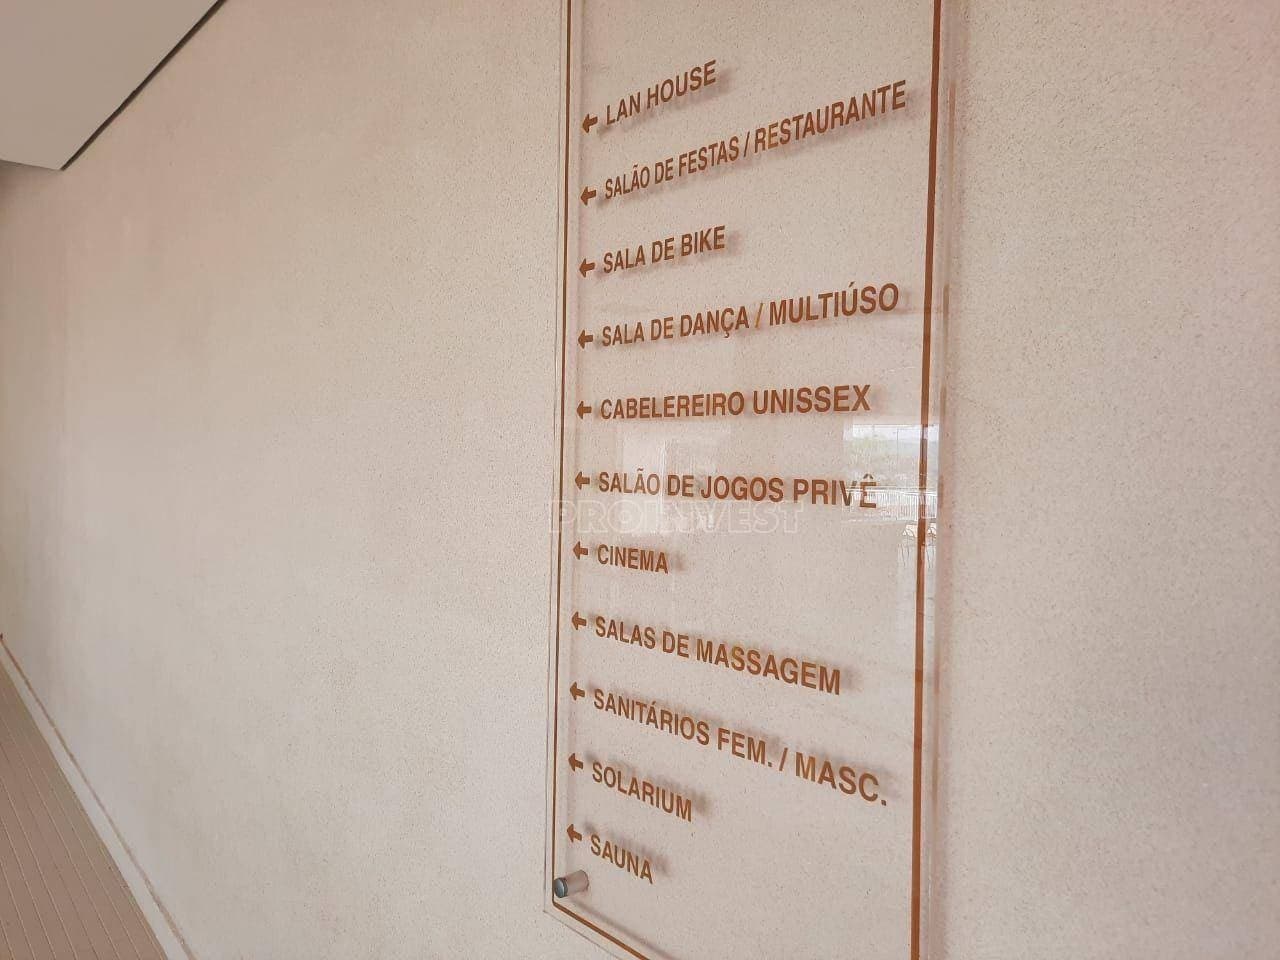 LAN HOUSE
SALÃO DE FESTAS / RESTAURANTE
SALA DE BIKE
SALA DE DANÇA / MULTIÚSO
CABELEREIRO UNISSEX
SALÃO DE JOGOS PRIVÊ
PROINVEST
CINEMA
SALAS DE MASSAGEM
SANITÁRIOS FEM. / MASC.
SOLARIUM
SAUNA